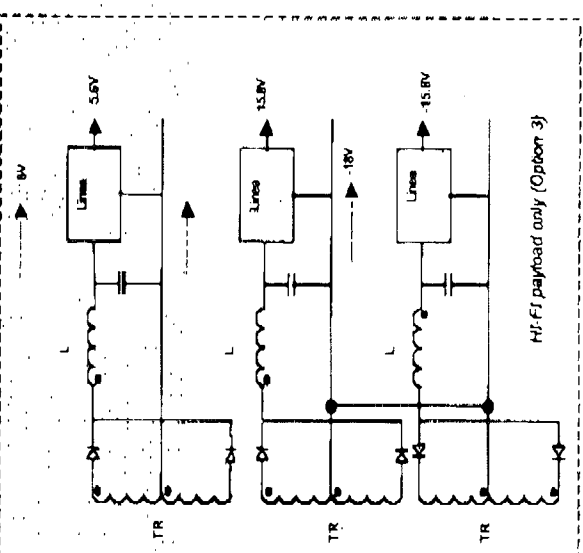 8V
5.6V
15.8V
-15.8V
Linea
Linea
Linea
-18V
L
L
L
TR
TR
TR
HI-FI payload only (Option 3)